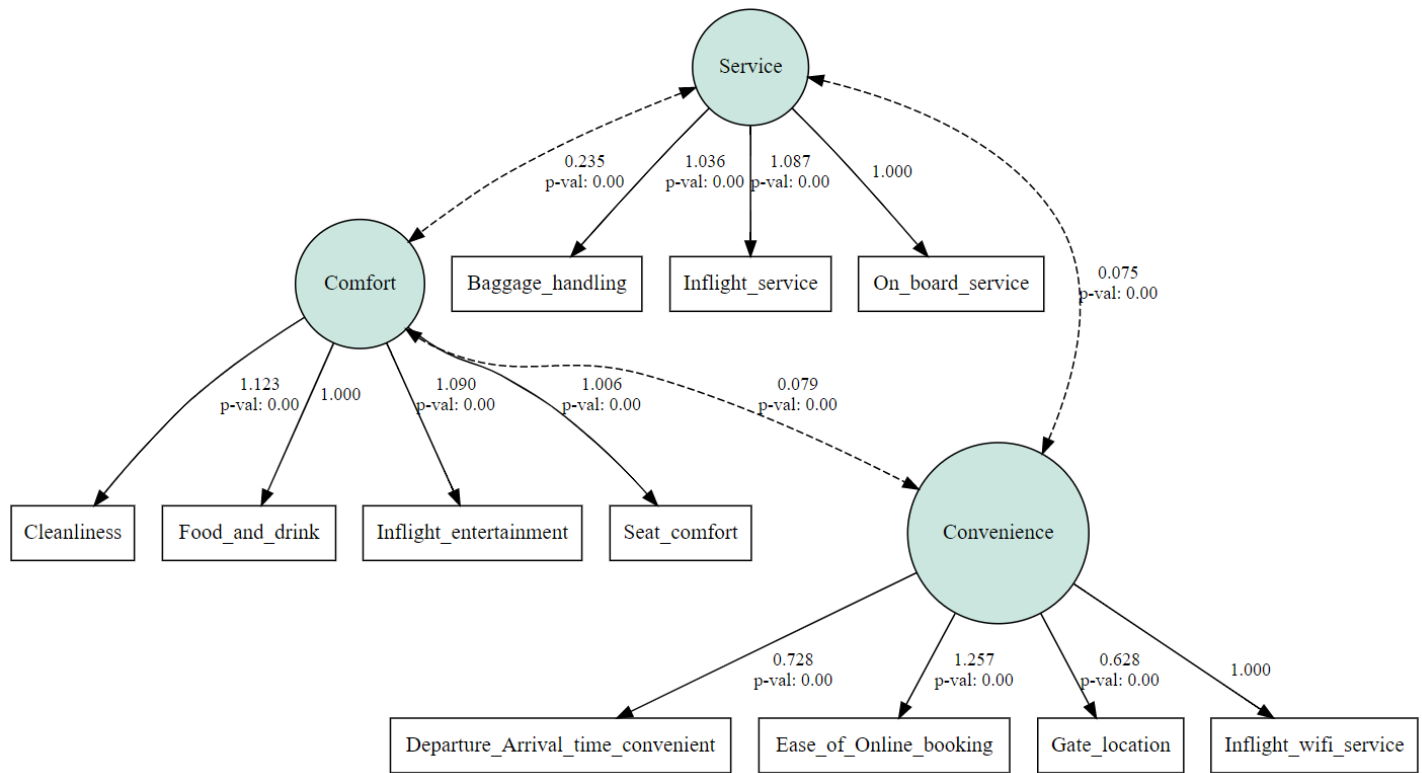 Service
0.235
p-val: 0.00
1.036
p-val: 0.00
1.087
p-val: 0.00
1.000
0.075
p-val: 0.00
Comfort
Baggage_handling
Inflight_service
On_board_service
1.123
p-val: 0.00
1.000
1.090
p-val: 0.00
1.006
p-val: 0.00
0.079
p-val: 0.00
Cleanliness
Food_and_drink
Inflight_entertainment
Seat_comfort
Convenience
0.728
p-val: 0.00
1.257
p-val: 0.00
0.628
p-val: 0.00
1.000
Departure_Arrival_time_convenient
Ease_of_Online_booking
Gate_location
Inflight_wifi_service